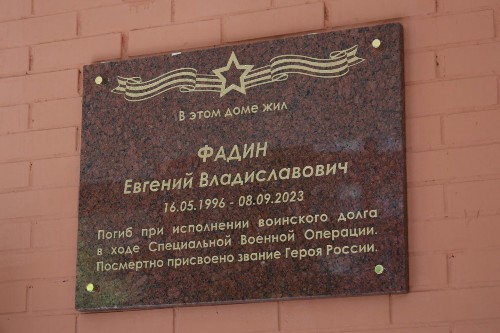 В этом доме жил
ФАДИН
Евгений Владиславович
16.05.1996 - 08.09.2023
Погиб при исполнении воинского долга
в ходе Специальной Военной Операции.
Посмертно присвоено звание Героя России.